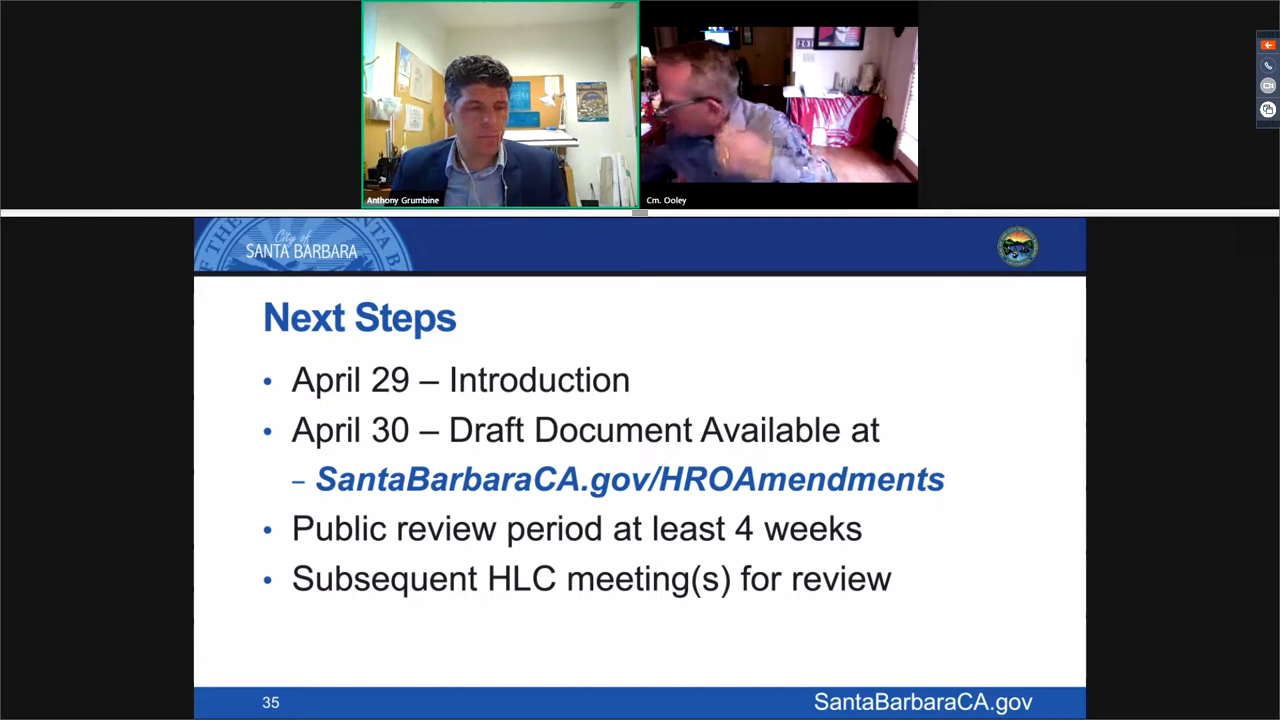 Anthony Grumbine
Cm. Ooley
City of
SANTA BARBARA
Next Steps
• April 29 – Introduction
• April 30 – Draft Document Available at
– SantaBarbaraCA.gov/HROAmendments
• Public review period at least 4 weeks
• Subsequent HLC meeting(s) for review
35
SantaBarbaraCA.gov